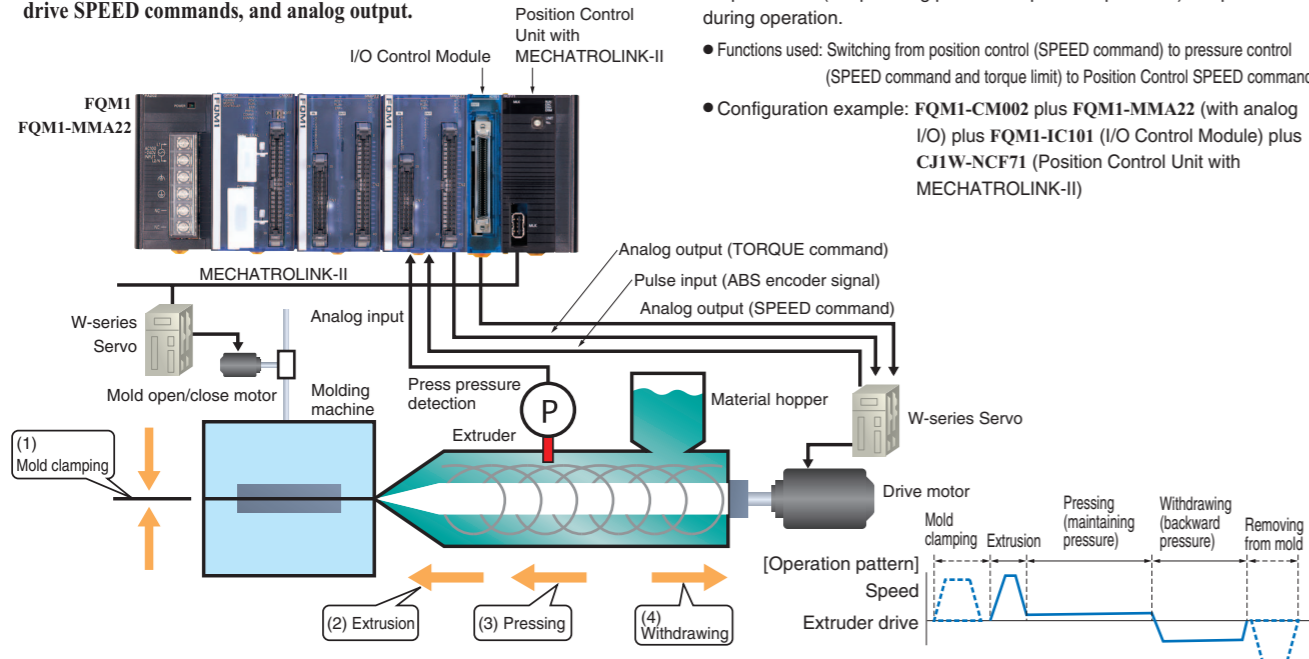 drive SPEED commands, and analog output.
during operation.
● Functions used: Switching from position control (SPEED command) to pressure control
(SPEED command and torque limit) to Position Control SPEED command
● Configuration example: FQM1-CM002 plus FQM1-MMA22 (with analog
I/O) plus FQM1-IC101 (I/O Control Module) plus
CJ1W-NCF71 (Position Control Unit with
MECHATROLINK-II)
Position Control
Unit with
MECHATROLINK-II
I/O Control Module
FQM1
FQM1-MMA22
FQM1
FQM1
FQM1
MECHATROLINK-II
Analog output (TORQUE command)
Pulse input (ABS encoder signal)
Analog output (SPEED command)
Analog input
W-series
Servo
Mold open/close motor
Molding
machine
Press pressure
detection
P
Material hopper
W-series Servo
Extruder
(1)
Mold clamping
Drive motor
(2) Extrusion
(3) Pressing
(4)
Withdrawing
Mold
clamping
Extrusion
Pressing
(maintaining
pressure)
Withdrawing
(backward
pressure)
Removing
from mold
[Operation pattern]
Speed
Extruder drive